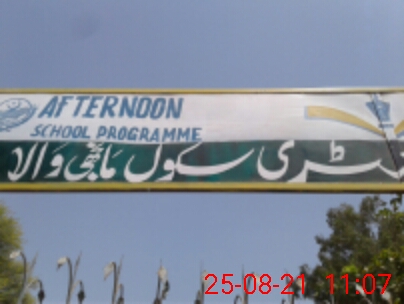 AFTERNOON
SCHOOL PROGRAMME
سکول ماچھی والا
25-08-21 11:07